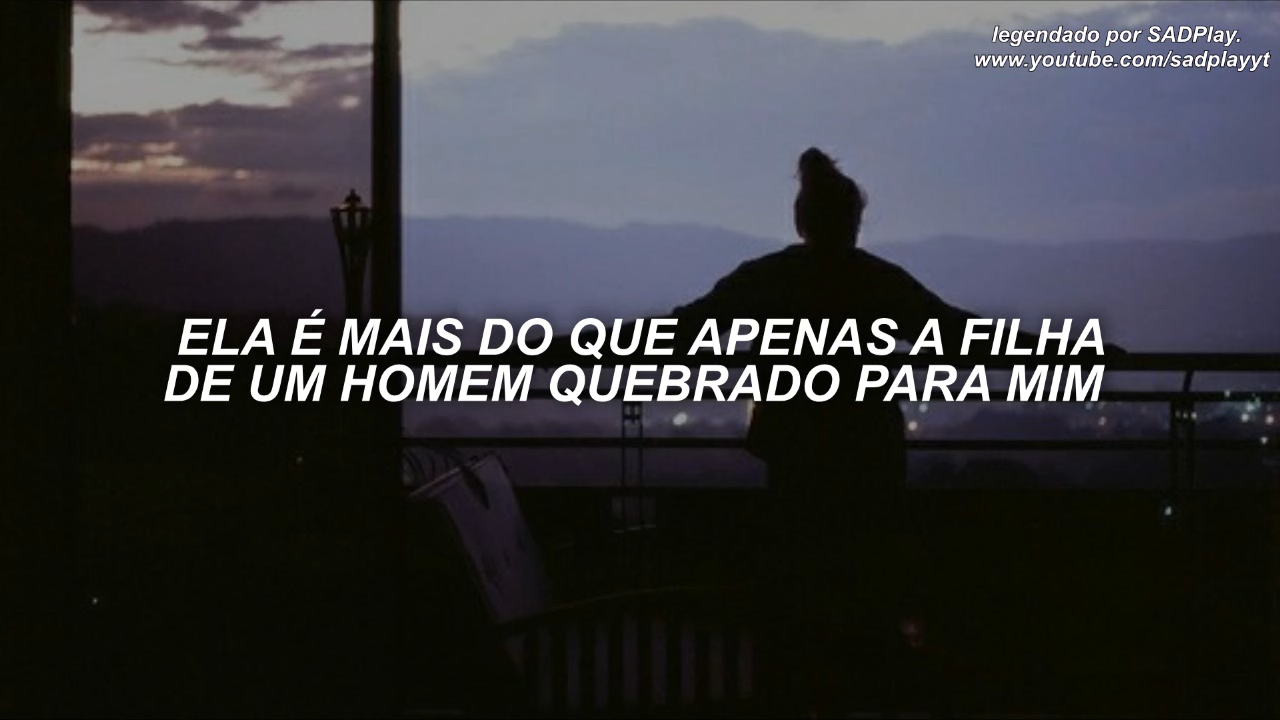 legendado por SADPlay.
www.youtube.com/sadplayyt
ELA É MAIS DO QUE APENAS A FILHA
DE UM HOMEM QUEBRADO PARA MIM